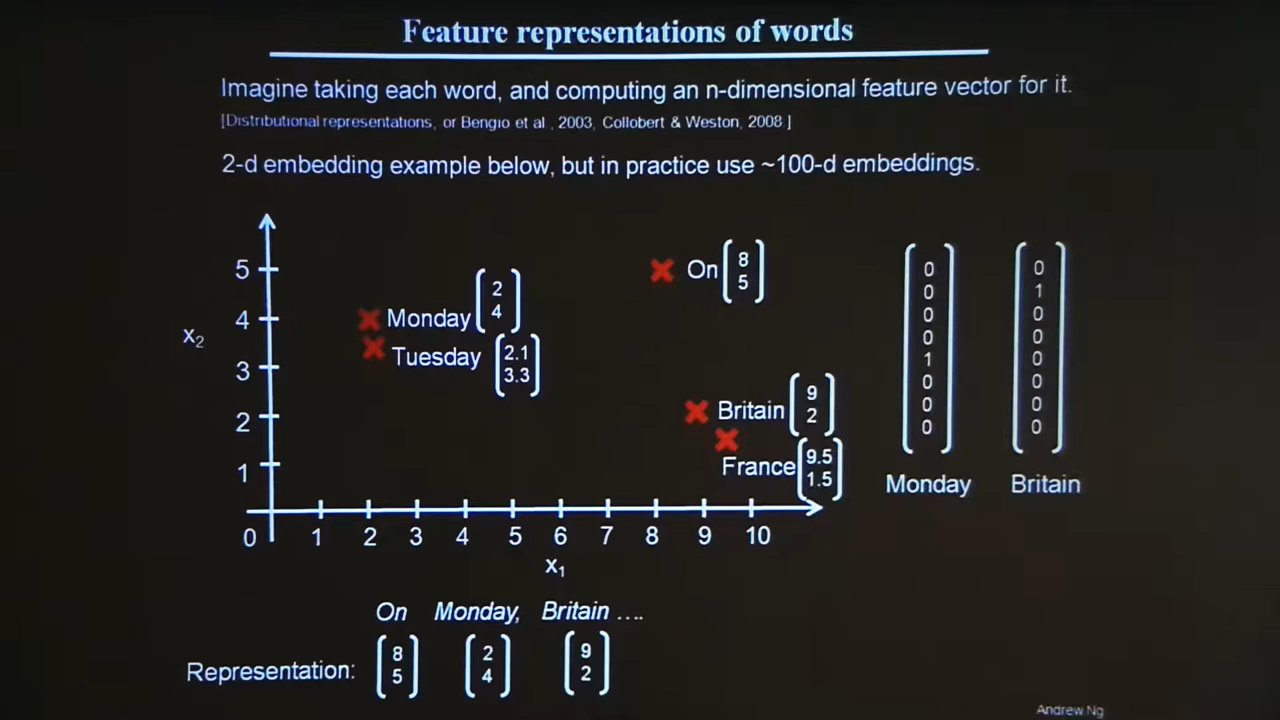 Feature representations of words
Imagine taking each word, and computing an n-dimensional feature vector for it.
[Distributional representations, or Bengio et al., 2003, Collobert & Weston, 2008 ]
2-d embedding example below, but in practice use ~100-d embeddings.
x2
5
4
3
2
1
0
1 2 3 4 5 6 7 8 9 10
x1
Monday
2
4
Tuesday
2.1
3.3
On
8
5
Britain
9
2
France
9.5
1.5
0
0
0
0
1
0
0
0
Monday
0
1
0
0
0
0
0
0
Britain
On Monday, Britain ....
Representation:
8
5
2
4
9
2
Andrew Ng